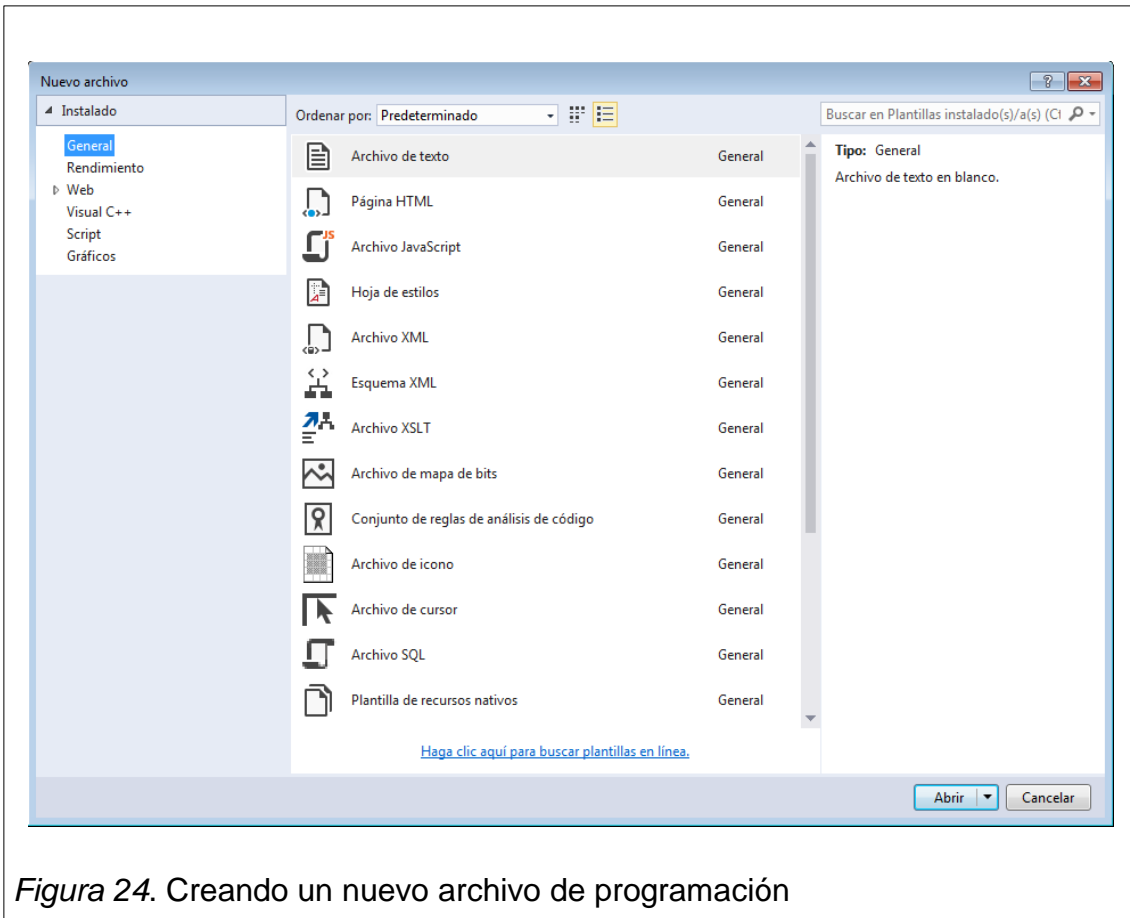 Nuevo archivo
Instalado
General
Rendimiento
Web
Visual C++
Script
Gráficos
Ordenar por: Predeterminado
Archivo de texto General
Página HTML General
JS
Archivo JavaScript General
Hoja de estilos General
Archivo XML General
Esquema XML General
Archivo XSLT General
Archivo de mapa de bits General
Conjunto de reglas de análisis de código General
Archivo de icono General
Archivo de cursor General
Archivo SQL General
Plantilla de recursos nativos General
Haga clic aquí para buscar plantillas en línea.
Buscar en Plantillas instalado(s)/a(s) (Ct
Tipo: General
Archivo de texto en blanco.
Abrir Cancelar
Figura 24. Creando un nuevo archivo de programación